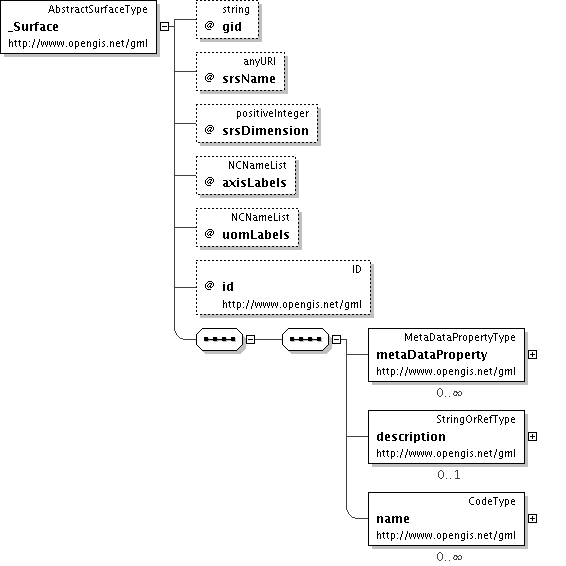 AbstractSurfaceType
_Surface
http://www.opengis.net/gml
string
@ gid
anyURI
@ srsName
positiveInteger
@ srsDimension
NCNameList
@ axisLabels
NCNameList
@ uomLabels
ID
@ id
http://www.opengis.net/gml
MetaDataPropertyType
metaDataProperty
http://www.opengis.net/gml
0..∞
StringOrRefType
description
http://www.opengis.net/gml
0..1
CodeType
name
http://www.opengis.net/gml
0..∞